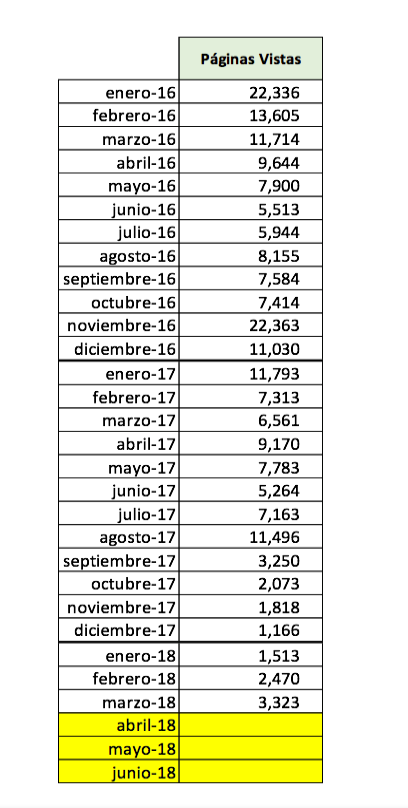 Páginas Vistas
enero-16 22,336
febrero-16 13,605
marzo-16 11,714
abril-16 9,644
mayo-16 7,900
junio-16 5,513
julio-16 5,944
agosto-16 8,155
septiembre-16 7,584
octubre-16 7,414
noviembre-16 22,363
diciembre-16 11,030
enero-17 11,793
febrero-17 7,313
marzo-17 6,561
abril-17 9,170
mayo-17 7,783
junio-17 5,264
julio-17 7,163
agosto-17 11,496
septiembre-17 3,250
octubre-17 2,073
noviembre-17 1,818
diciembre-17 1,166
enero-18 1,513
febrero-18 2,470
marzo-18 3,323
abril-18
mayo-18
junio-18